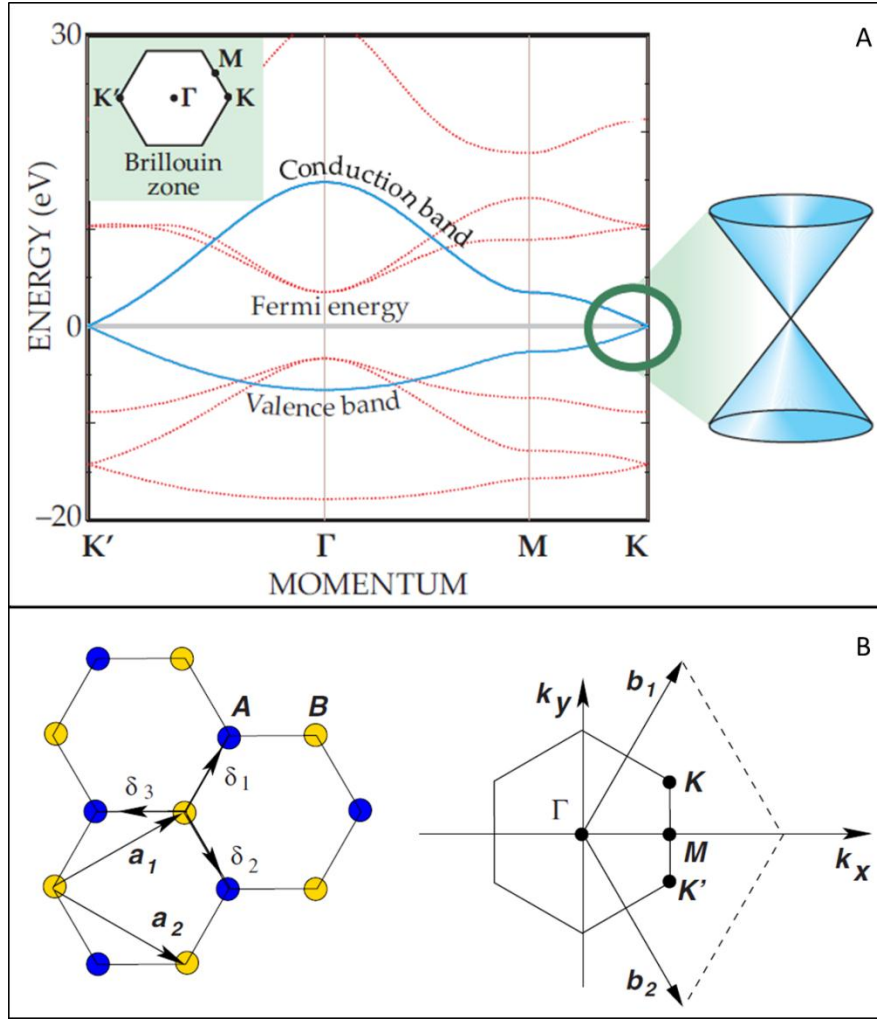 30
A
M
K' Γ K
Brillouin
zone
Conduction band
ENERGY (eV)
Fermi energy
0
Valence band
–20
K' Γ M K
MOMENTUM
B
A B
δ1
δ3
a1
δ2
a2
b1
ky
K
Γ
M
kx
K'
b2